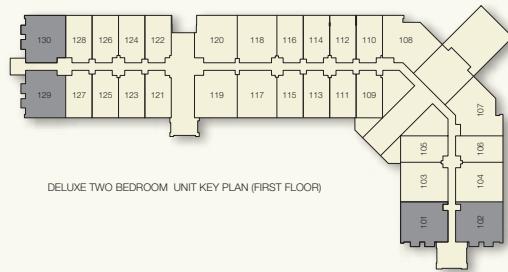 130 128 126 124 122 120 118 116 114 112 110 108
129 127 125 123 121 119 117 115 113 111 109
107
105 106
103 104
101 102
DELUXE TWO BEDROOM UNIT KEY PLAN (FIRST FLOOR)